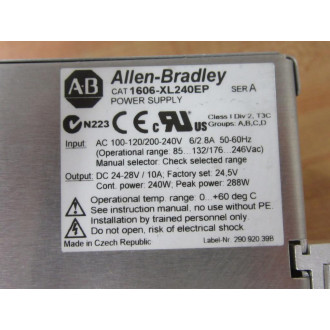 AB
Allen-Bradley
CAT 1606-XL240EP SER A
POWER SUPPLY
N223 CE c UL US Class I Div 2, T3C
Groups: A,B,C,D
Input: AC 100-120/200-240V 6/2.8A 50-60Hz
(Operational range: 85...132/176...246Vac)
Manual selector: Check selected range
Output: DC 24-28V / 10A; Factory set: 24,5V
Cont. power: 240W, Peak power: 288W
Operational temp. range: 0...+60 deg C
See instruction manual, no use without PE.
Installation by trained personnel only.
Do not open, risk of electrical shock
Made in Czech Republic Label-Nr. 290.920.39B